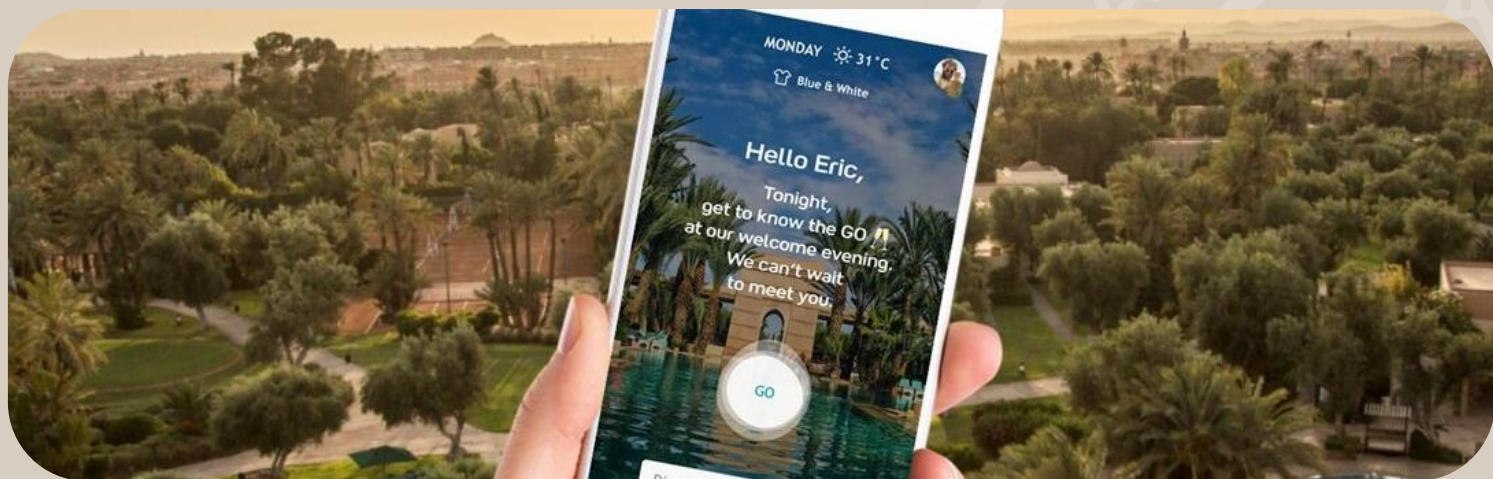 MONDAY 31°C
Blue & White
Hello Eric,
Tonight,
get to know the GO 🥂
at our welcome evening.
We can't wait
to meet you.
GO